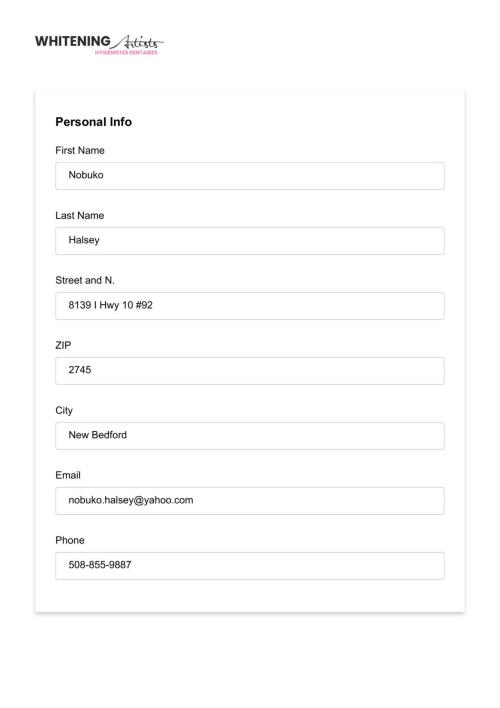 WHITENING Artists
HYGIÉNISTES DENTAIRES
Personal Info
First Name
Nobuko
Last Name
Halsey
Street and N.
8139 I Hwy 10 #92
ZIP
2745
City
New Bedford
Email
nobuko.halsey@yahoo.com
Phone
508-855-9887